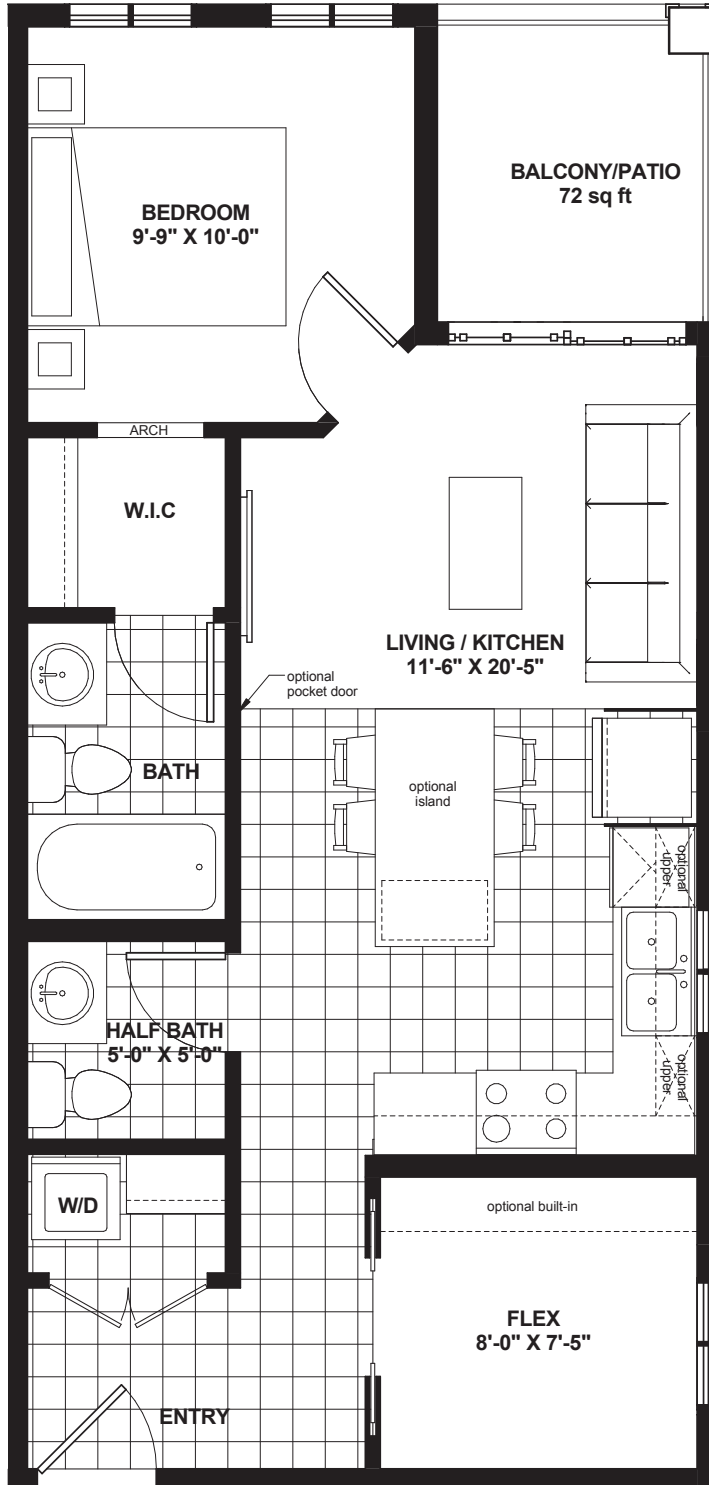 BALCONY/PATIO
72 sq ft
BEDROOM
9'-9" X 10'-0"
ARCH
W.I.C
LIVING / KITCHEN
11'-6" X 20'-5"
optional
pocket door
BATH
optional
island
optional
upper
HALF BATH
5'-0" X 5'-0"
optional
upper
W/D
optional built-in
FLEX
8'-0" X 7'-5"
ENTRY